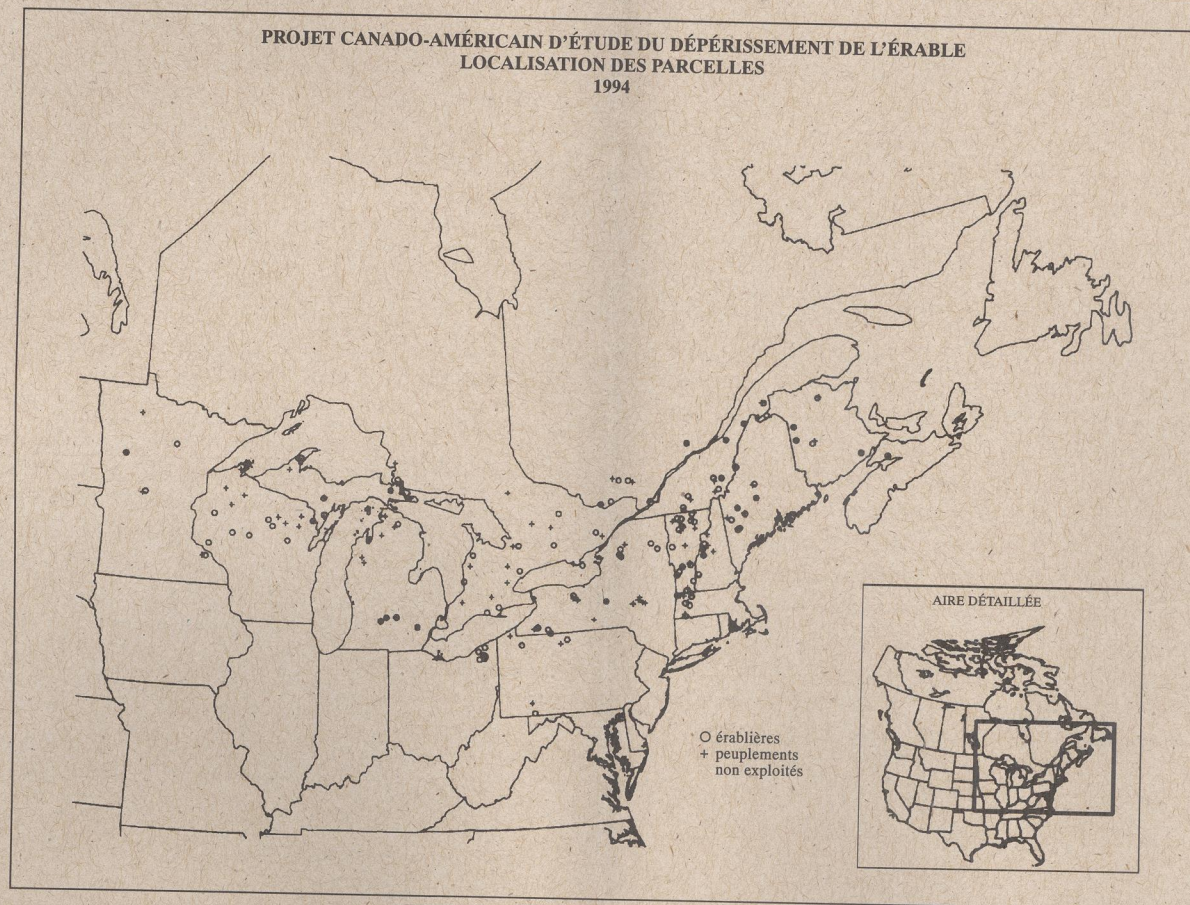 PROJET CANADO-AMÉRICAIN D'ÉTUDE DU DÉPÉRISSEMENT DE L'ÉRABLE
LOCALISATION DES PARCELLES
1994
AIRE DÉTAILLÉE
O érablières
+ peuplements
non exploités